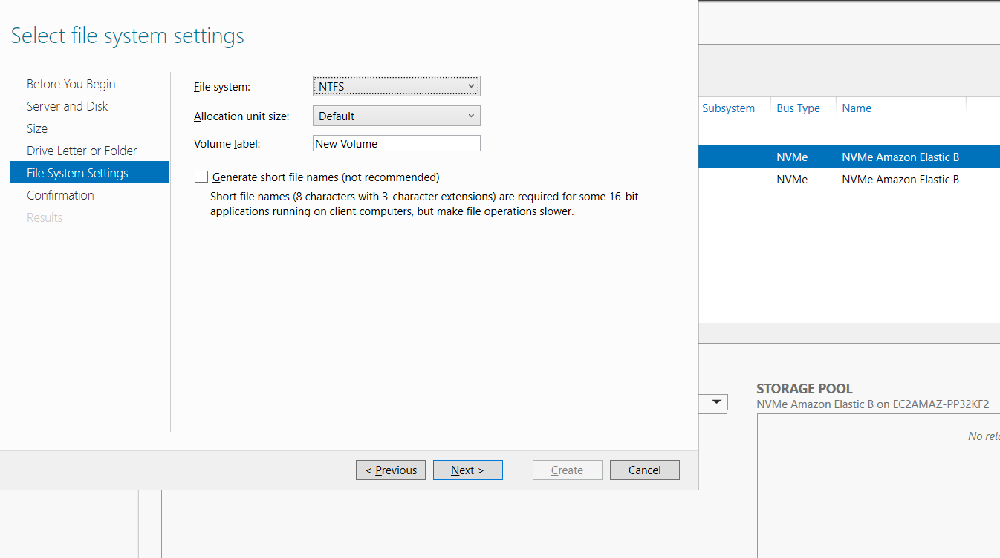 Select file system settings
Before You Begin
Server and Disk
Size
Drive Letter or Folder
File System Settings
Confirmation
Results
File system:
NTFS
Allocation unit size:
Default
Volume label:
New Volume
Generate short file names (not recommended)
Short file names (8 characters with 3-character extensions) are required for some 16-bit
applications running on client computers, but make file operations slower.
< Previous
Next >
Create
Cancel
Subsystem
Bus Type
Name
NVMe
NVMe Amazon Elastic B
NVMe
NVMe Amazon Elastic B
STORAGE POOL
NVMe Amazon Elastic B on EC2AMAZ-PP32KF2
No rel